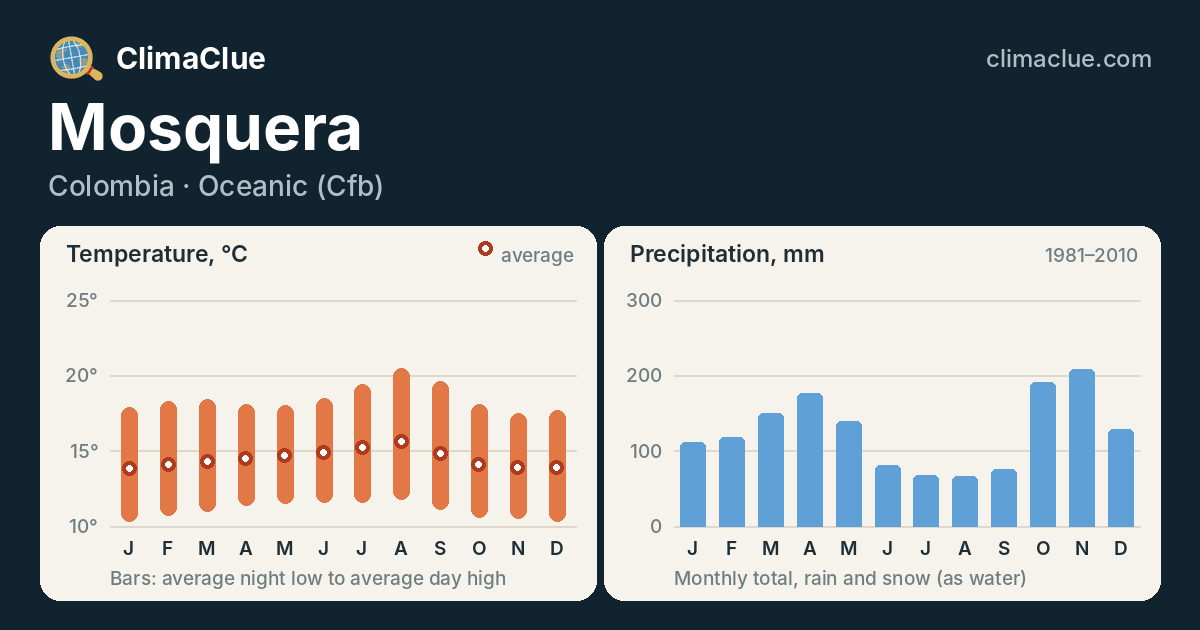 ClimaClue
climaclue.com
Mosquera
Colombia · Oceanic (Cfb)
Temperature, °C
average
25°
20°
15°
10°
J F M A M J J A S O N D
Bars: average night low to average day high
Precipitation, mm
1981–2010
300
200
100
0
J F M A M J J A S O N D
Monthly total, rain and snow (as water)